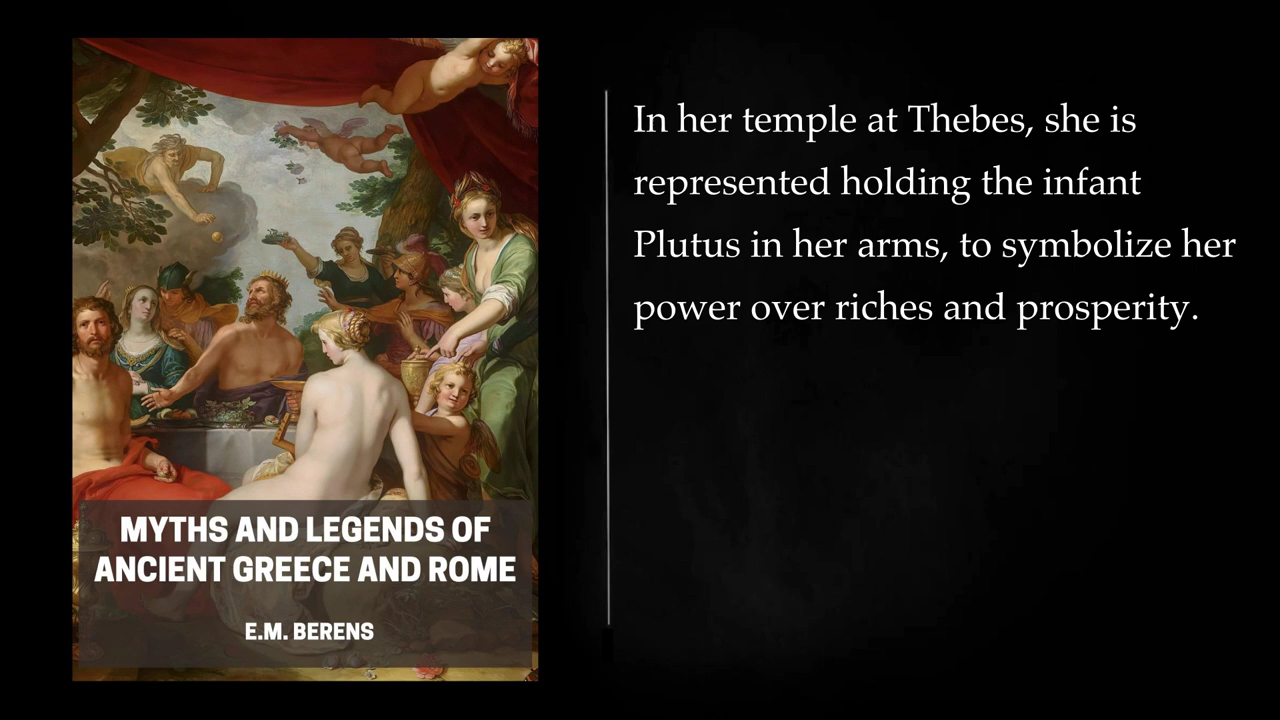 MYTHS AND LEGENDS OF
ANCIENT GREECE AND ROME
E.M. BERENS
In her temple at Thebes, she is
represented holding the infant
Plutus in her arms, to symbolize her
power over riches and prosperity.